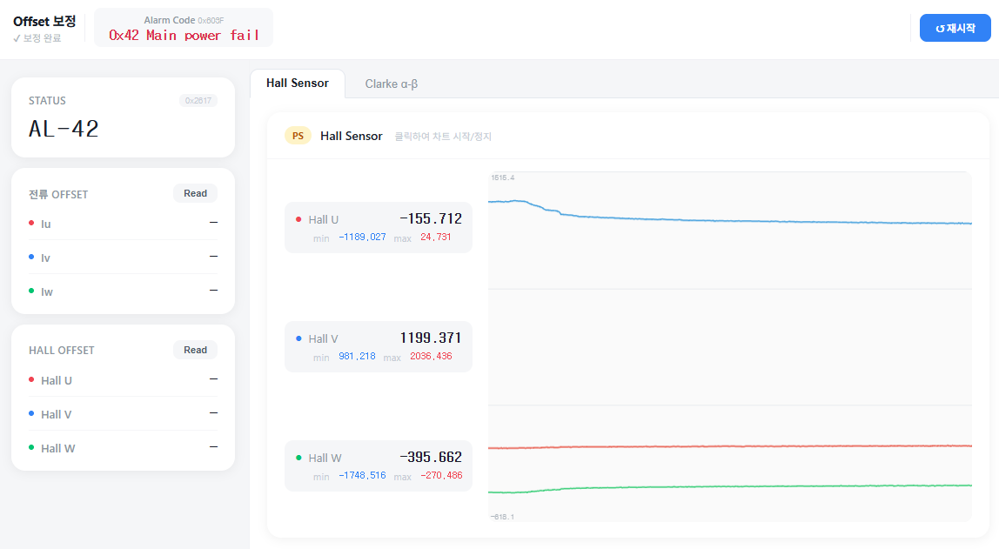 Offset 보정
✓ 보정 완료
Alarm Code 0x603F
0x42 Main power fail
↺ 재시작
STATUS
0x2817
AL-42
전류 OFFSET
Read
Iu —
Iv —
Iw —
HALL OFFSET
Read
Hall U —
Hall V —
Hall W —
Hall Sensor
Clarke α-β
PS Hall Sensor 클릭하여 차트 시작/정지
Hall U -155.712
min -1189,027 max 24,731
Hall V 1199.371
min 981,218 max 2036,436
Hall W -395.662
min -1748,516 max -270,486
1516.4
-618.1